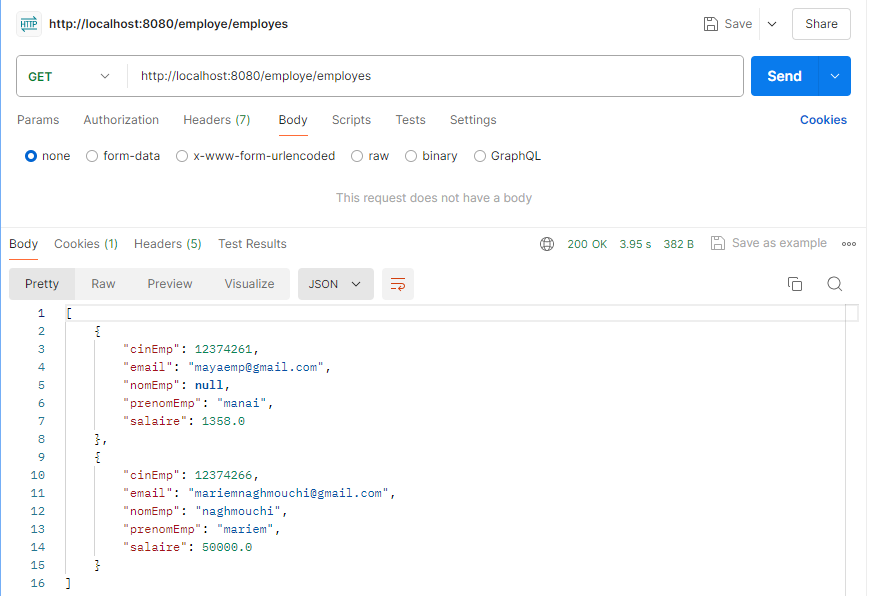 HTTP http://localhost:8080/employe/employes Save Share
GET http://localhost:8080/employe/employes Send
Params Authorization Headers (7) Body Scripts Tests Settings Cookies
none form-data x-www-form-urlencoded raw binary GraphQL
This request does not have a body
Body Cookies (1) Headers (5) Test Results 200 OK 3.95 s 382 B Save as example
Pretty Raw Preview Visualize JSON
1 [
2 {
3 "cinEmp": 12374261,
4 "email": "mayaemp@gmail.com",
5 "nomEmp": null,
6 "prenomEmp": "manai",
7 "salaire": 1358.0
8 },
9 {
10 "cinEmp": 12374266,
11 "email": "mariemnaghmouchi@gmail.com",
12 "nomEmp": "naghmouchi",
13 "prenomEmp": "mariem",
14 "salaire": 50000.0
15 }
16 ]